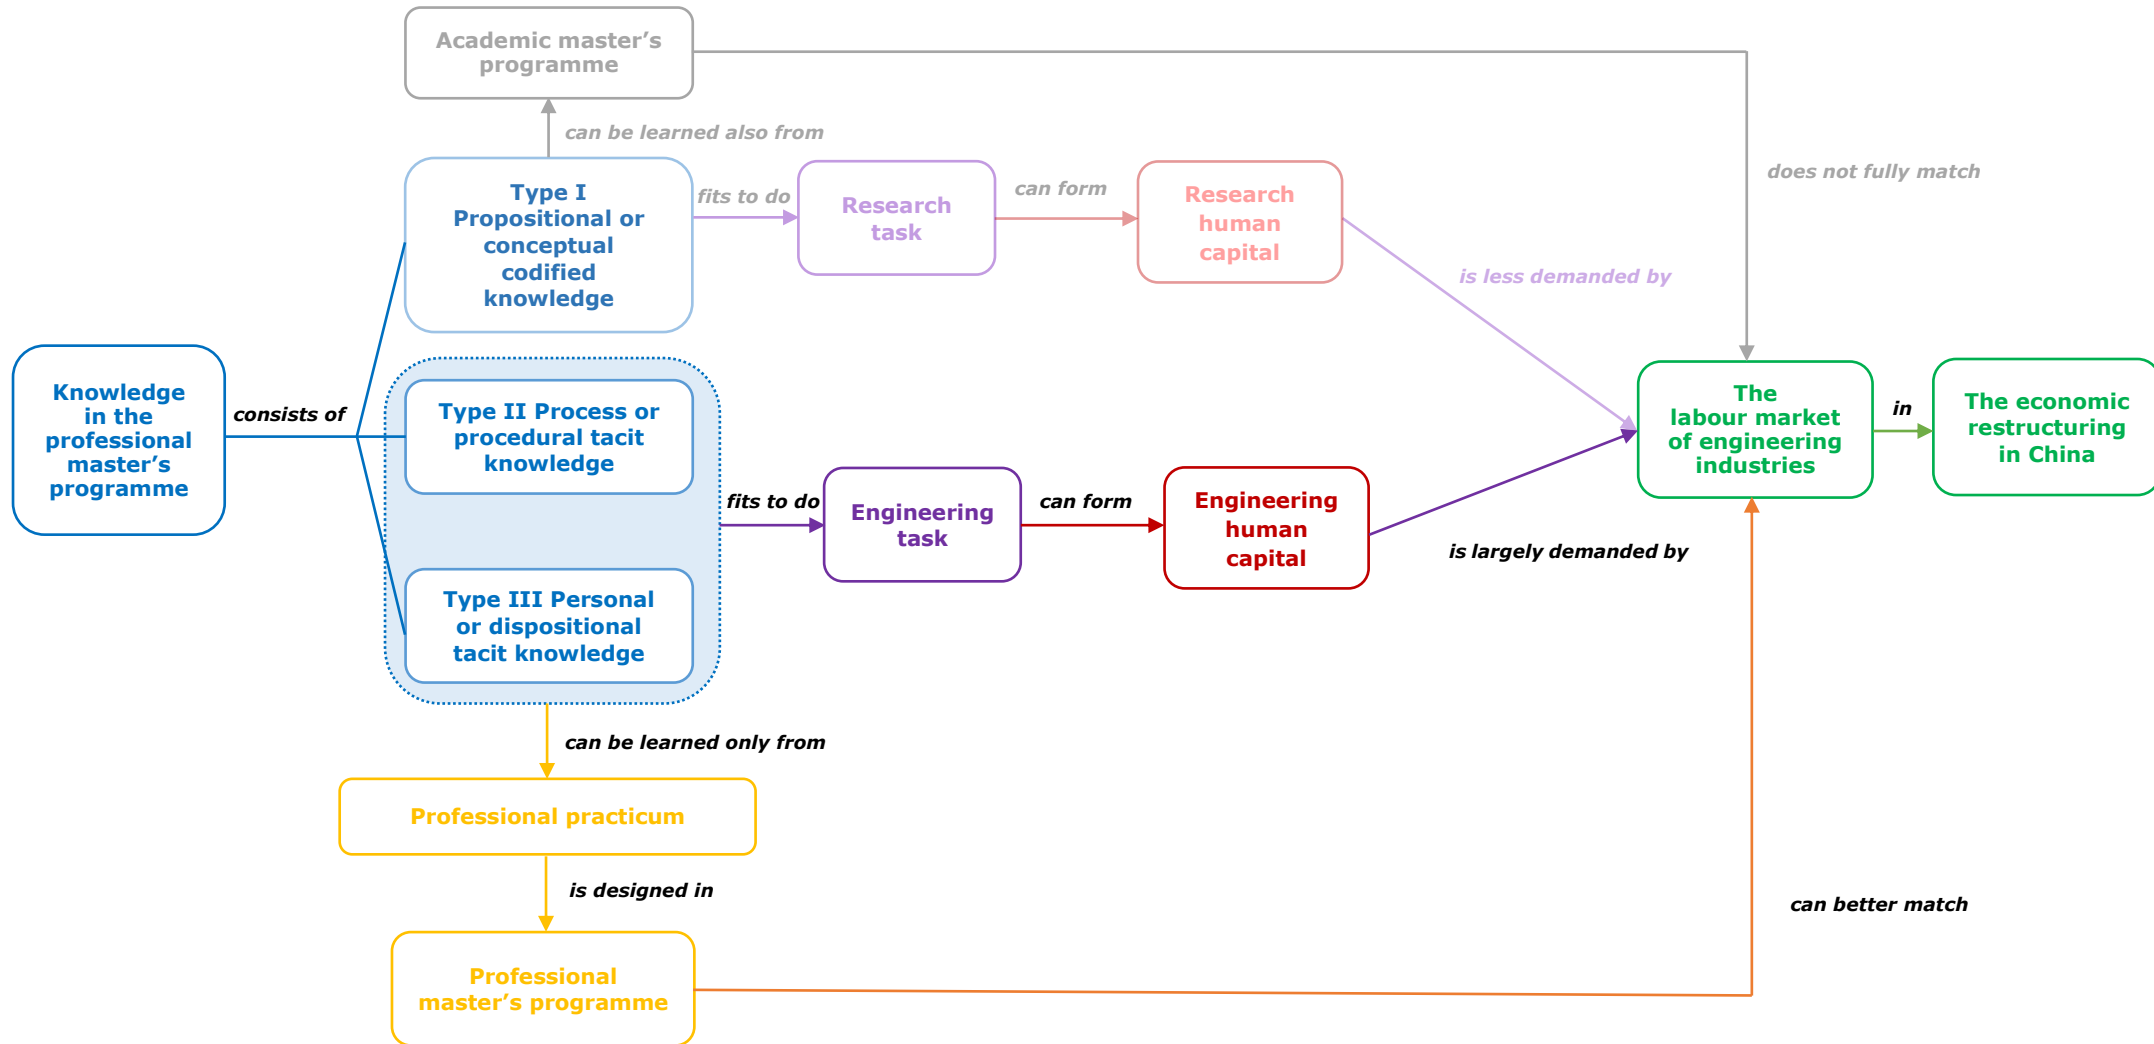 Academic master’s
programme
can be learned also from
does not fully match
Type I
Propositional or
conceptual
codified
knowledge
fits to do
Research
task
can form
Research
human
capital
is less demanded by
Knowledge
in the
professional
master’s
programme
consists of
Type II Process or
procedural tacit
knowledge
Type III Personal
or dispositional
tacit knowledge
fits to do
Engineering
task
can form
Engineering
human
capital
is largely demanded by
The
labour market
of engineering
industries
in
The economic
restructuring
in China
can be learned only from
Professional practicum
is designed in
Professional
master’s programme
can better match